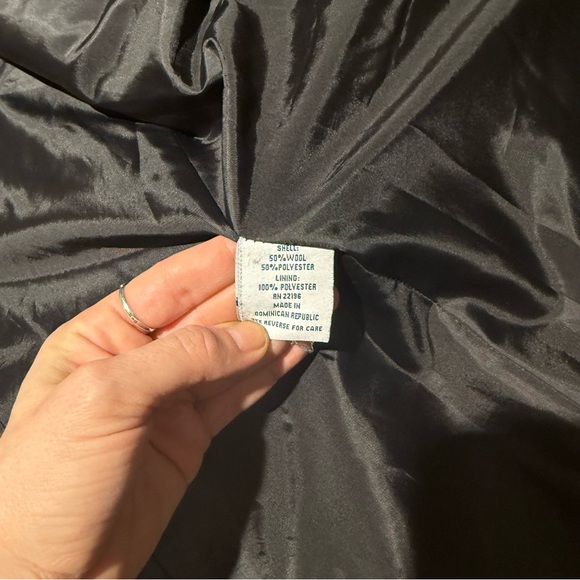 SHELL:
50%WOOL
50%POLYESTER
LINING:
100% POLYESTER
RN 22196
MADE IN
DOMINICAN REPUBLIC
REVERSE FOR CARE